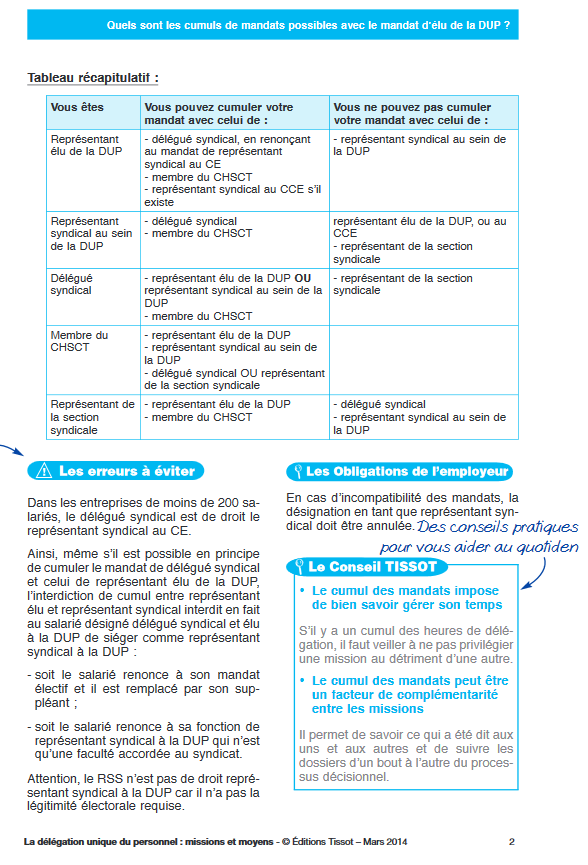 Quels sont les cumuls de mandats possibles avec le mandat d'élu de la DUP ?
Tableau récapitulatif :
Vous êtes
Vous pouvez cumuler votre
mandat avec celui de :
Vous ne pouvez pas cumuler
votre mandat avec celui de :
Représentant
élu de la DUP
- délégué syndical, en renonçant
au mandat de représentant
syndical au CE
- membre du CHSCT
- représentant syndical au CCE s'il
existe
- représentant syndical au sein de
la DUP
Représentant
syndical au sein
de la DUP
- délégué syndical
- membre du CHSCT
représentant élu de la DUP, ou au
CCE
- représentant de la section
syndicale
Délégué
syndical
- représentant élu de la DUP OU
représentant syndical au sein de la
DUP
- membre du CHSCT
- représentant de la section
syndicale
Membre du
CHSCT
- représentant élu de la DUP
- représentant syndical au sein de
la DUP
- délégué syndical OU représentant
de la section syndicale
Représentant de
la section
syndicale
- représentant élu de la DUP
- membre du CHSCT
- délégué syndical
- représentant syndical au sein de
la DUP
Les erreurs à éviter
Dans les entreprises de moins de 200 sa-
lariés, le délégué syndical est de droit le
représentant syndical au CE.
Ainsi, même s'il est possible en principe
de cumuler le mandat de délégué syndical
et celui de représentant élu de la DUP,
l'interdiction de cumul entre représentant
élu et représentant syndical interdit en fait
au salarié désigné délégué syndical et élu
à la DUP de siéger comme représentant
syndical à la DUP :
- soit le salarié renonce à son mandat
électif et il est remplacé par son sup-
pléant ;
- soit le salarié renonce à sa fonction de
représentant syndical à la DUP qui n'est
qu'une faculté accordée au syndicat.
Attention, le RSS n'est pas de droit repré-
sentant syndical à la DUP car il n'a pas la
légitimité électorale requise.
Les Obligations de l'employeur
En cas d'incompatibilité des mandats, la
désignation en tant que représentant syn-
dical doit être annulée.
Des conseils pratiques
pour vous aider au quotidien
Le Conseil TISSOT
• Le cumul des mandats impose
de bien savoir gérer son temps
S'il y a un cumul des heures de délé-
gation, il faut veiller à ne pas privilégier
une mission au détriment d'une autre.
• Le cumul des mandats peut être
un facteur de complémentarité
entre les missions
Il permet de savoir ce qui a été dit aux
uns et aux autres et de suivre les
dossiers d'un bout à l'autre du proces-
sus décisionnel.
La délégation unique du personnel : missions et moyens - © Éditions Tissot – Mars 2014
2